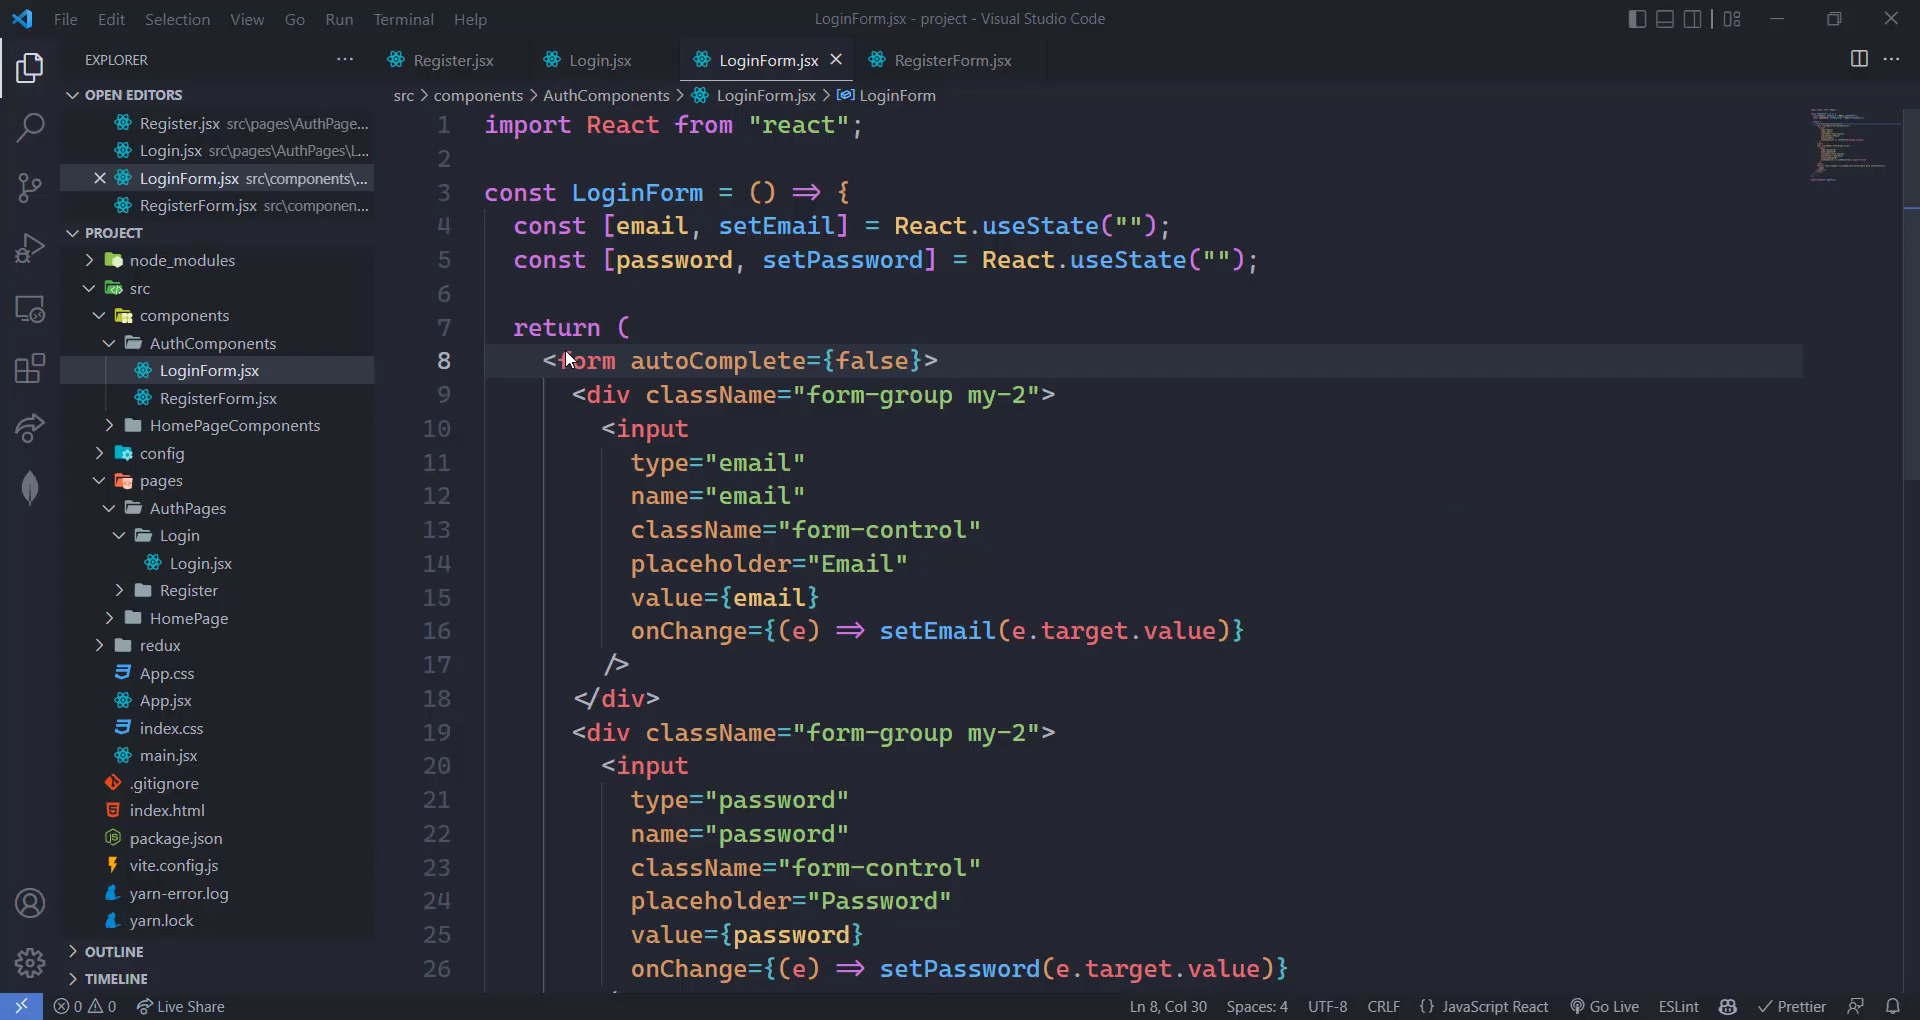 File Edit Selection View Go Run Terminal Help
LoginForm.jsx - project - Visual Studio Code
EXPLORER
OPEN EDITORS
Register.jsx src\pages\AuthPage...
Login.jsx src\pages\AuthPages\L...
LoginForm.jsx src\components\...
RegisterForm.jsx src\componen...
PROJECT
node_modules
src
components
AuthComponents
LoginForm.jsx
RegisterForm.jsx
HomePageComponents
config
pages
AuthPages
Login
Login.jsx
Register
HomePage
redux
App.css
App.jsx
index.css
main.jsx
.gitignore
index.html
package.json
vite.config.js
yarn-error.log
yarn.lock
OUTLINE
TIMELINE
Register.jsx Login.jsx LoginForm.jsx RegisterForm.jsx
src > components > AuthComponents > LoginForm.jsx > LoginForm
1 import React from "react";
2
3 const LoginForm = () => {
4 const [email, setEmail] = React.useState("");
5 const [password, setPassword] = React.useState("");
6
7 return (
8 <form autoComplete={false}>
9 <div className="form-group my-2">
10 <input
11 type="email"
12 name="email"
13 className="form-control"
14 placeholder="Email"
15 value={email}
16 onChange={(e) => setEmail(e.target.value)}
17 />
18 </div>
19 <div className="form-group my-2">
20 <input
21 type="password"
22 name="password"
23 className="form-control"
24 placeholder="Password"
25 value={password}
26 onChange={(e) => setPassword(e.target.value)}
0 0 Live Share Ln 8, Col 30 Spaces: 4 UTF-8 CRLF {} JavaScript React Go Live ESLint Prettier